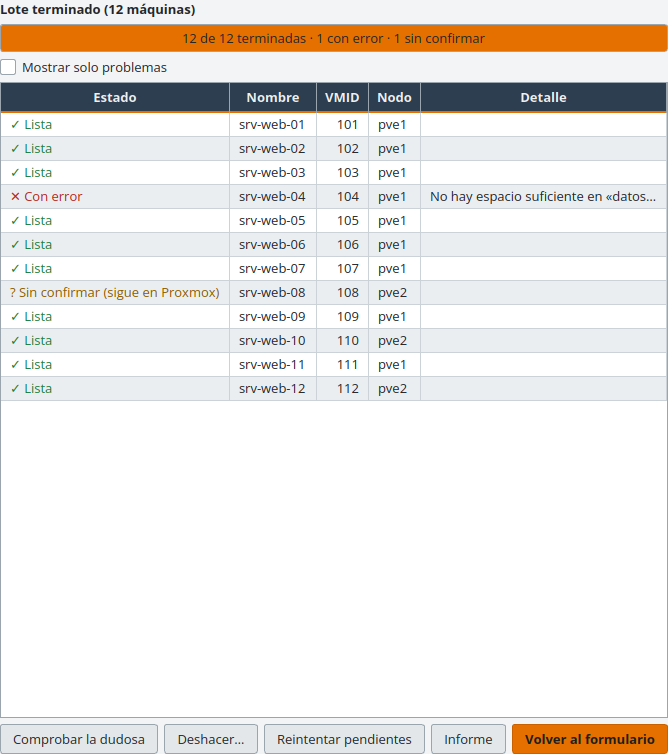 Lote terminado (12 máquinas)
12 de 12 terminadas · 1 con error · 1 sin confirmar
Mostrar solo problemas
Estado Nombre VMID Nodo Detalle
✓ Lista srv-web-01 101 pve1
✓ Lista srv-web-02 102 pve1
✓ Lista srv-web-03 103 pve1
✕ Con error srv-web-04 104 pve1 No hay espacio suficiente en «datos...
✓ Lista srv-web-05 105 pve1
✓ Lista srv-web-06 106 pve1
✓ Lista srv-web-07 107 pve1
? Sin confirmar (sigue en Proxmox) srv-web-08 108 pve2
✓ Lista srv-web-09 109 pve1
✓ Lista srv-web-10 110 pve2
✓ Lista srv-web-11 111 pve1
✓ Lista srv-web-12 112 pve2
Comprobar la dudosa Deshacer... Reintentar pendientes Informe Volver al formulario